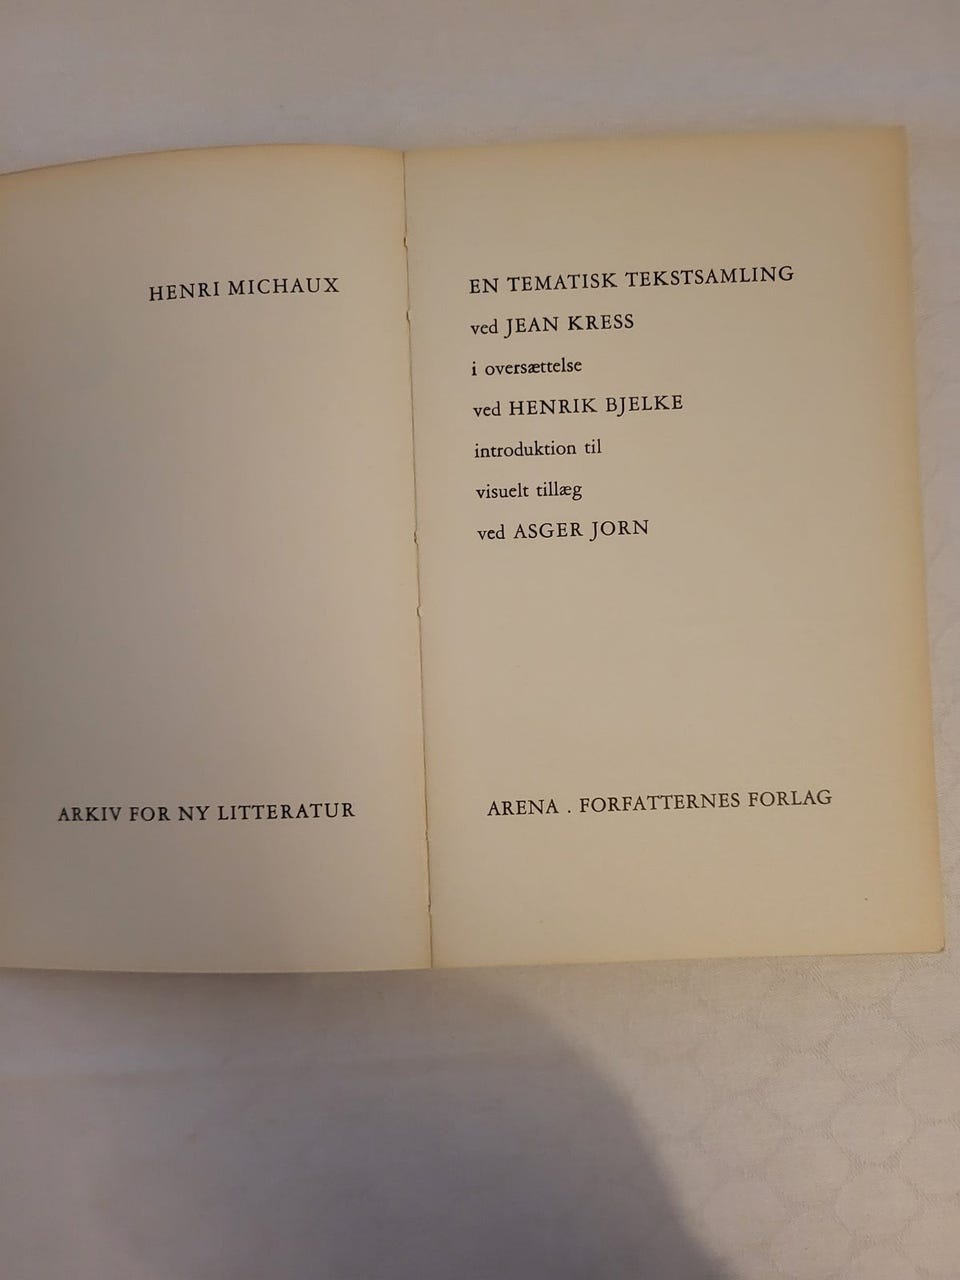 HENRI MICHAUX
ARKIV FOR NY LITTERATUR
EN TEMATISK TEKSTSAMLING
ved JEAN KRESS
i oversættelse
ved HENRIK BJELKE
introduktion til
visuelt tillæg
ved ASGER JORN
ARENA . FORFATTERNES FORLAG